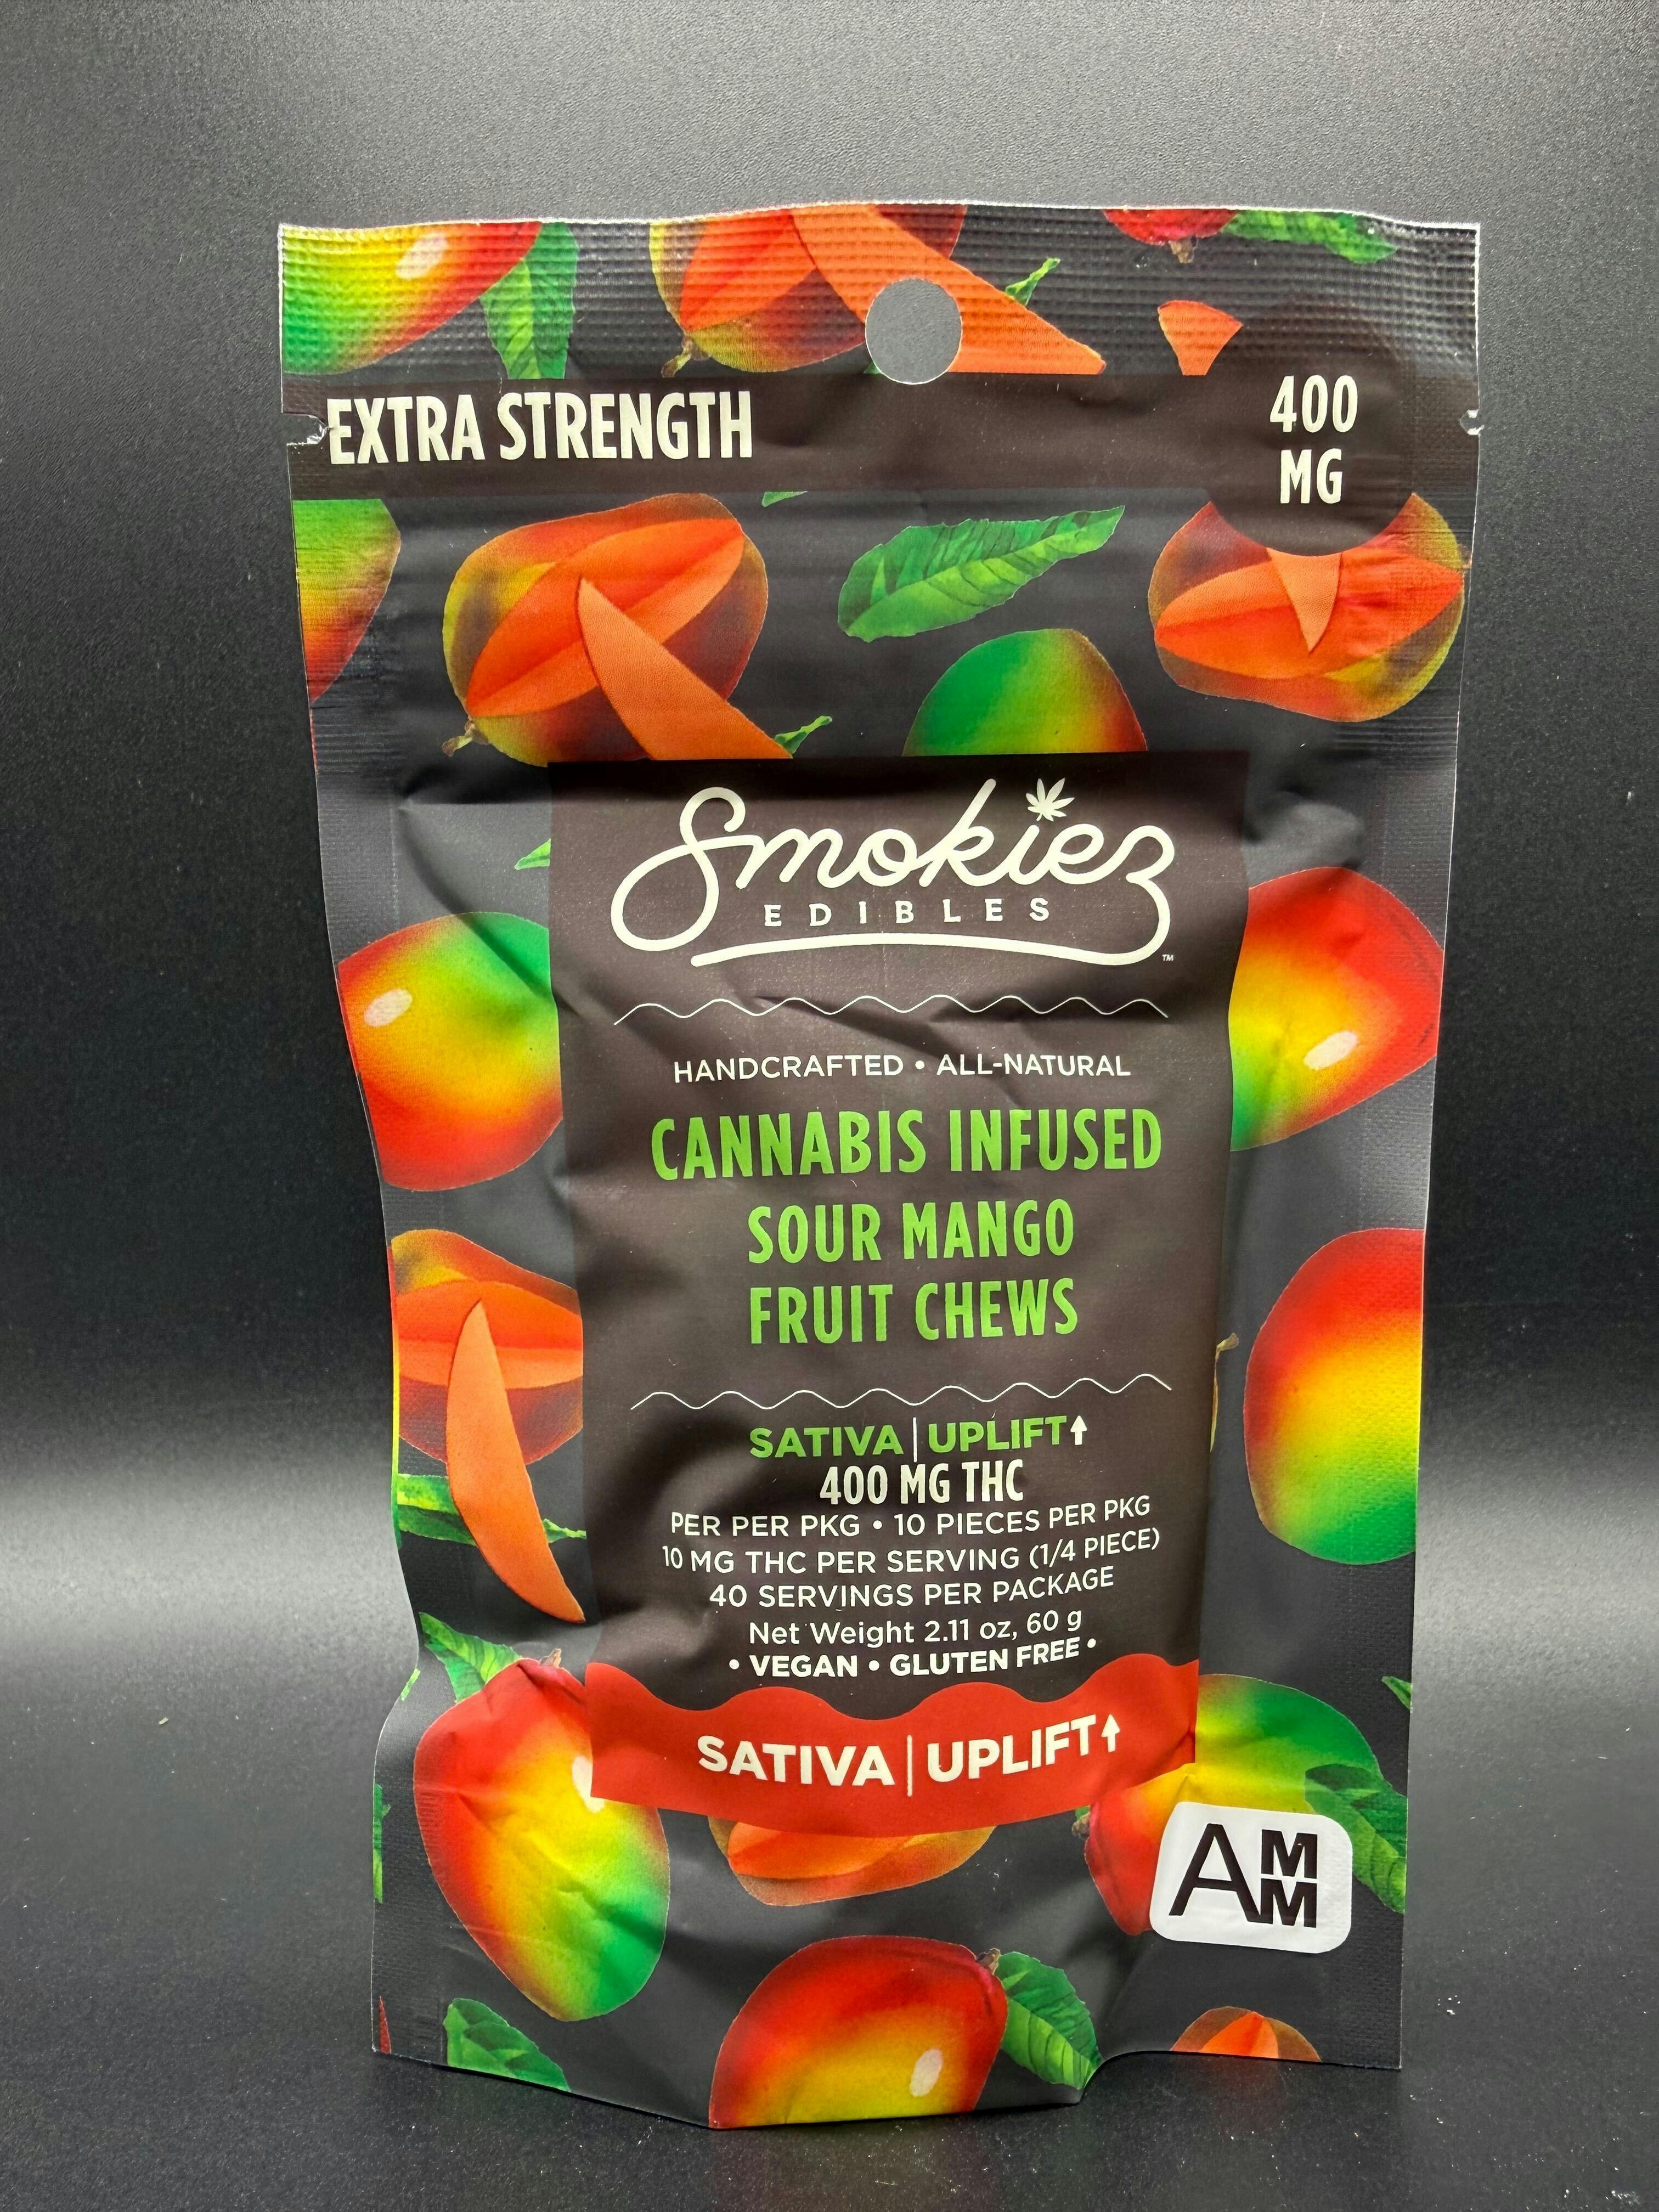 EXTRA STRENGTH
400
MG
Smokiez
EDIBLES
™
HANDCRAFTED • ALL-NATURAL
CANNABIS INFUSED
SOUR MANGO
FRUIT CHEWS
SATIVA | UPLIFT↑
400 MG THC
PER PER PKG • 10 PIECES PER PKG
10 MG THC PER SERVING (1/4 PIECE)
40 SERVINGS PER PACKAGE
Net Weight 2.11 oz, 60 g
• VEGAN • GLUTEN FREE •
SATIVA | UPLIFT↑
AMM